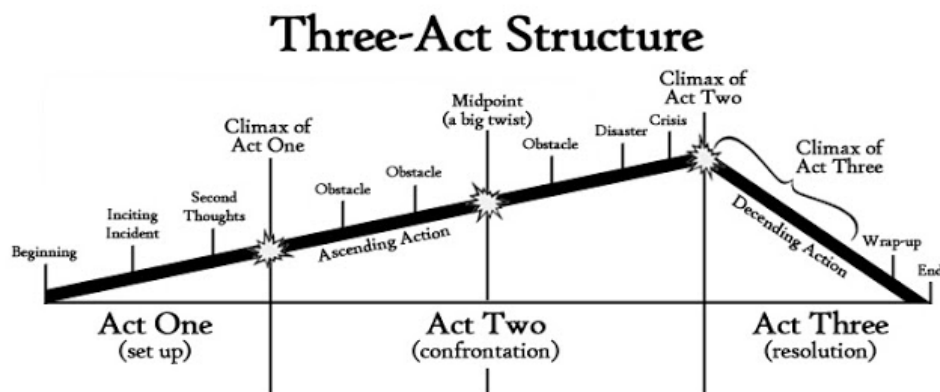 Three-Act Structure
Beginning
Inciting
Incident
Second
Thoughts
Climax of
Act One
Obstacle
Obstacle
Ascending Action
Midpoint
(a big twist)
Obstacle
Disaster
Crisis
Climax of
Act Two
Climax of
Act Three
Decending Action
Wrap-up
End
Act One
(set up)
Act Two
(confrontation)
Act Three
(resolution)